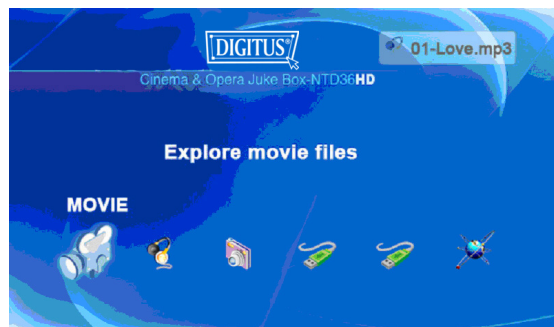 DIGITUS®
01-Love.mp3
Cinema & Opera Juke Box-NTD36HD
Explore movie files
MOVIE